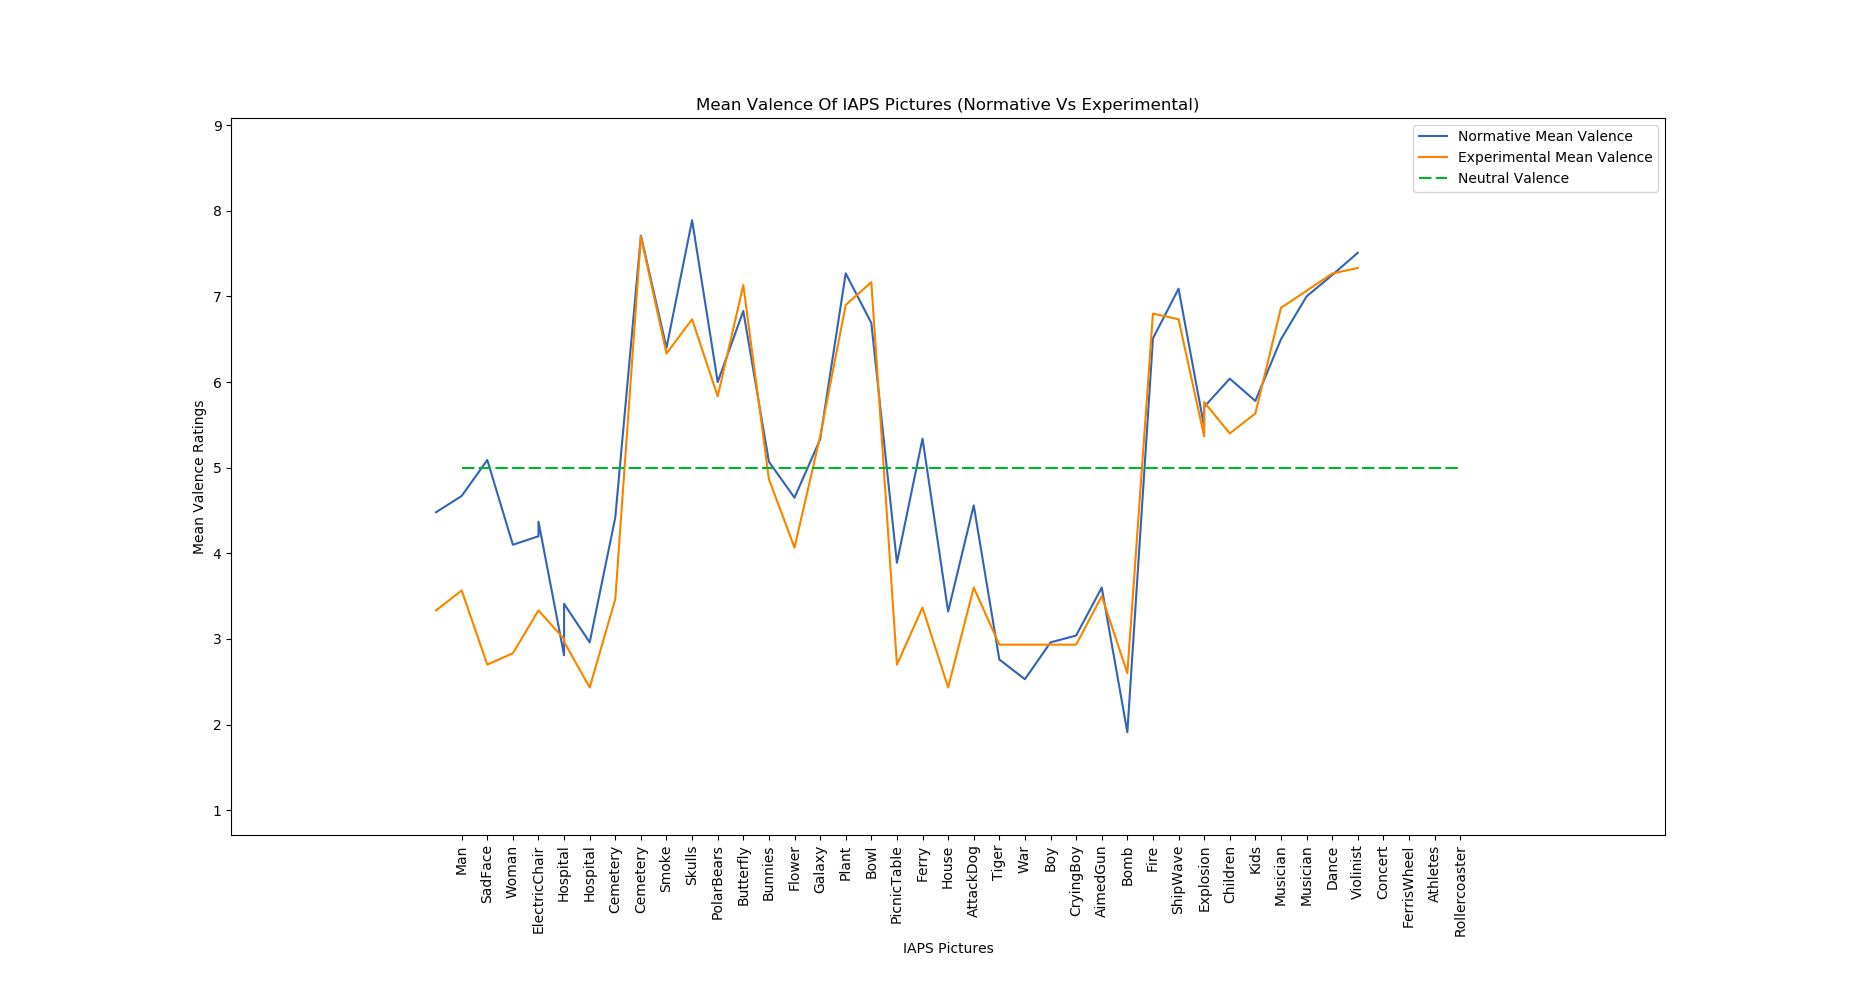 Mean Valence Of IAPS Pictures (Normative Vs Experimental)
Normative Mean Valence
Experimental Mean Valence
Neutral Valence
Mean Valence Ratings
9
8
7
6
5
4
3
2
1
Man
SadFace
Woman
ElectricChair
Hospital
Hospital
Cemetery
Cemetery
Smoke
Skulls
PolarBears
Butterfly
Bunnies
Flower
Galaxy
Plant
Bowl
PicnicTable
Ferry
House
AttackDog
Tiger
War
Boy
CryingBoy
AimedGun
Bomb
Fire
ShipWave
Explosion
Children
Kids
Musician
Musician
Dance
Violinist
Concert
FerrisWheel
Athletes
Rollercoaster
IAPS Pictures